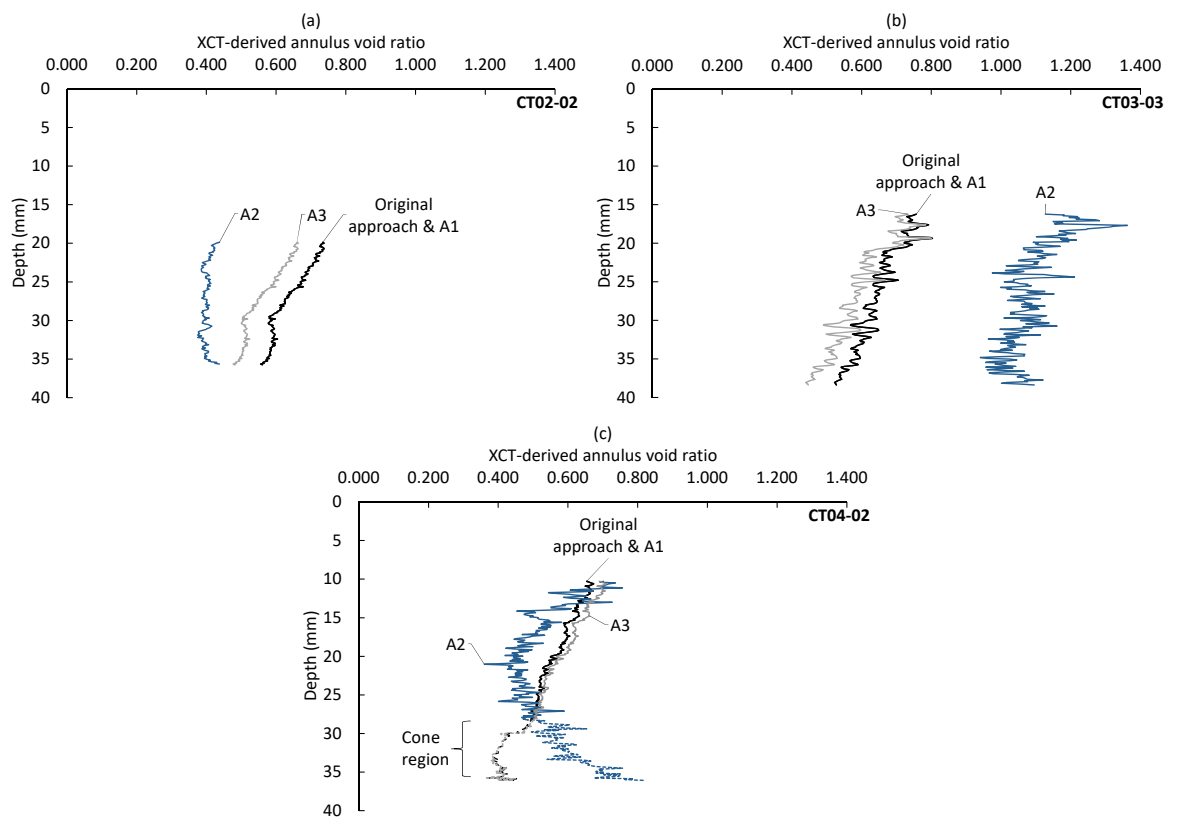 (a)
XCT-derived annulus void ratio
0.000 0.200 0.400 0.600 0.800 1.000 1.200 1.400
0
5
10
15
20
25
30
35
40
Depth (mm)
CT02-02
A2
A3
Original
approach & A1
(b)
XCT-derived annulus void ratio
0.000 0.200 0.400 0.600 0.800 1.000 1.200 1.400
0
5
10
15
20
25
30
35
40
Depth (mm)
CT03-03
Original
approach & A1
A3
A2
(c)
XCT-derived annulus void ratio
0.000 0.200 0.400 0.600 0.800 1.000 1.200 1.400
0
5
10
15
20
25
30
35
40
Depth (mm)
CT04-02
Original
approach & A1
A3
A2
Cone
region